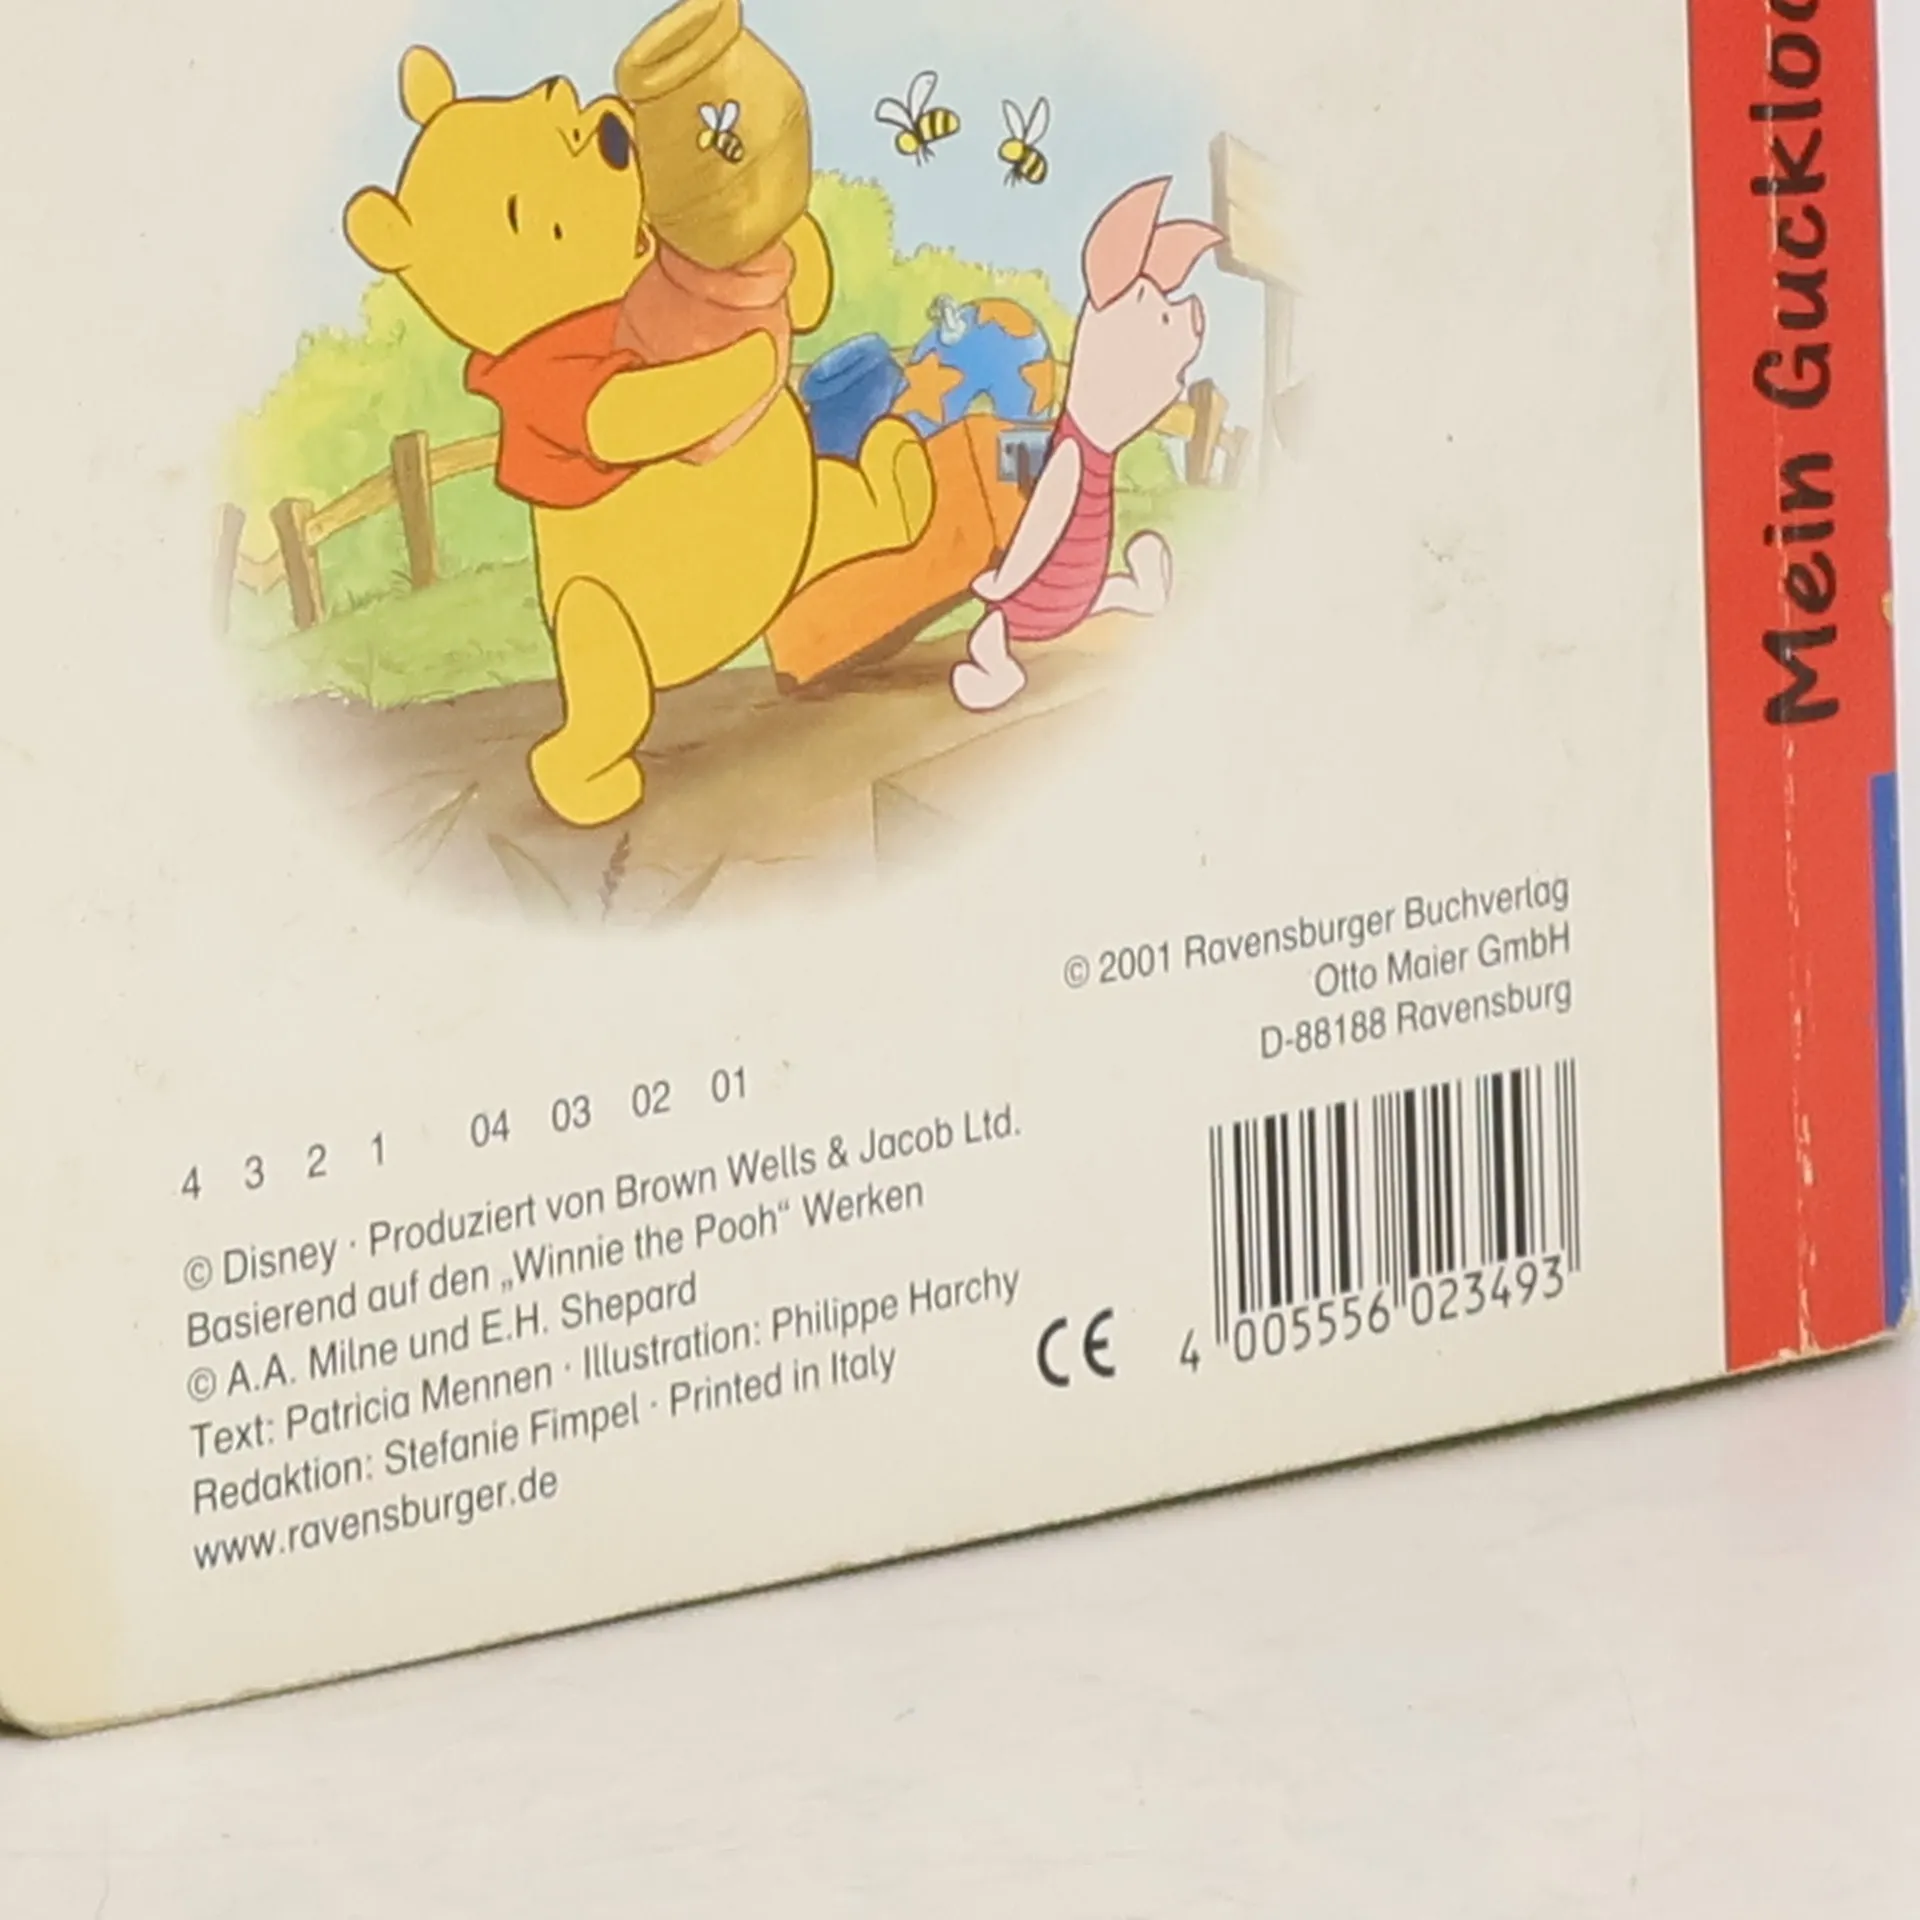 Mein
© 2001 Ravensburger Buchverlag
Otto Maier GmbH
D-88188 Ravensburg
4 3 2 1 04 03 02 01
© Disney · Produziert von Brown Wells & Jacob Ltd.
Basierend auf den „Winnie the Pooh“ Werken
© A.A. Milne und E.H. Shepard
Text: Patricia Mennen · Illustration: Philippe Harchy
Redaktion: Stefanie Fimpel · Printed in Italy
www.ravensburger.de
CE
4 005556 023493